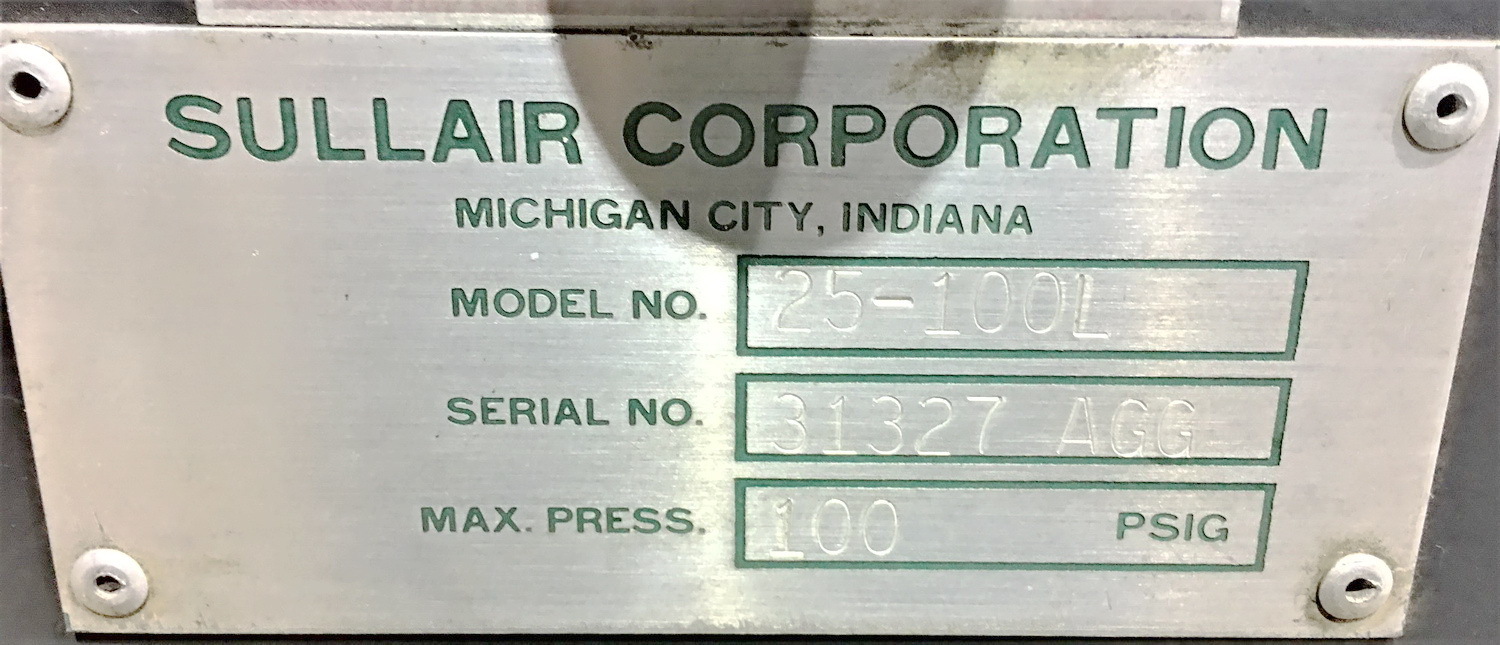 SULLAIR CORPORATION
MICHIGAN CITY, INDIANA
MODEL NO. 25-100L
SERIAL NO. 31327 AGG
MAX. PRESS. 100 PSIG